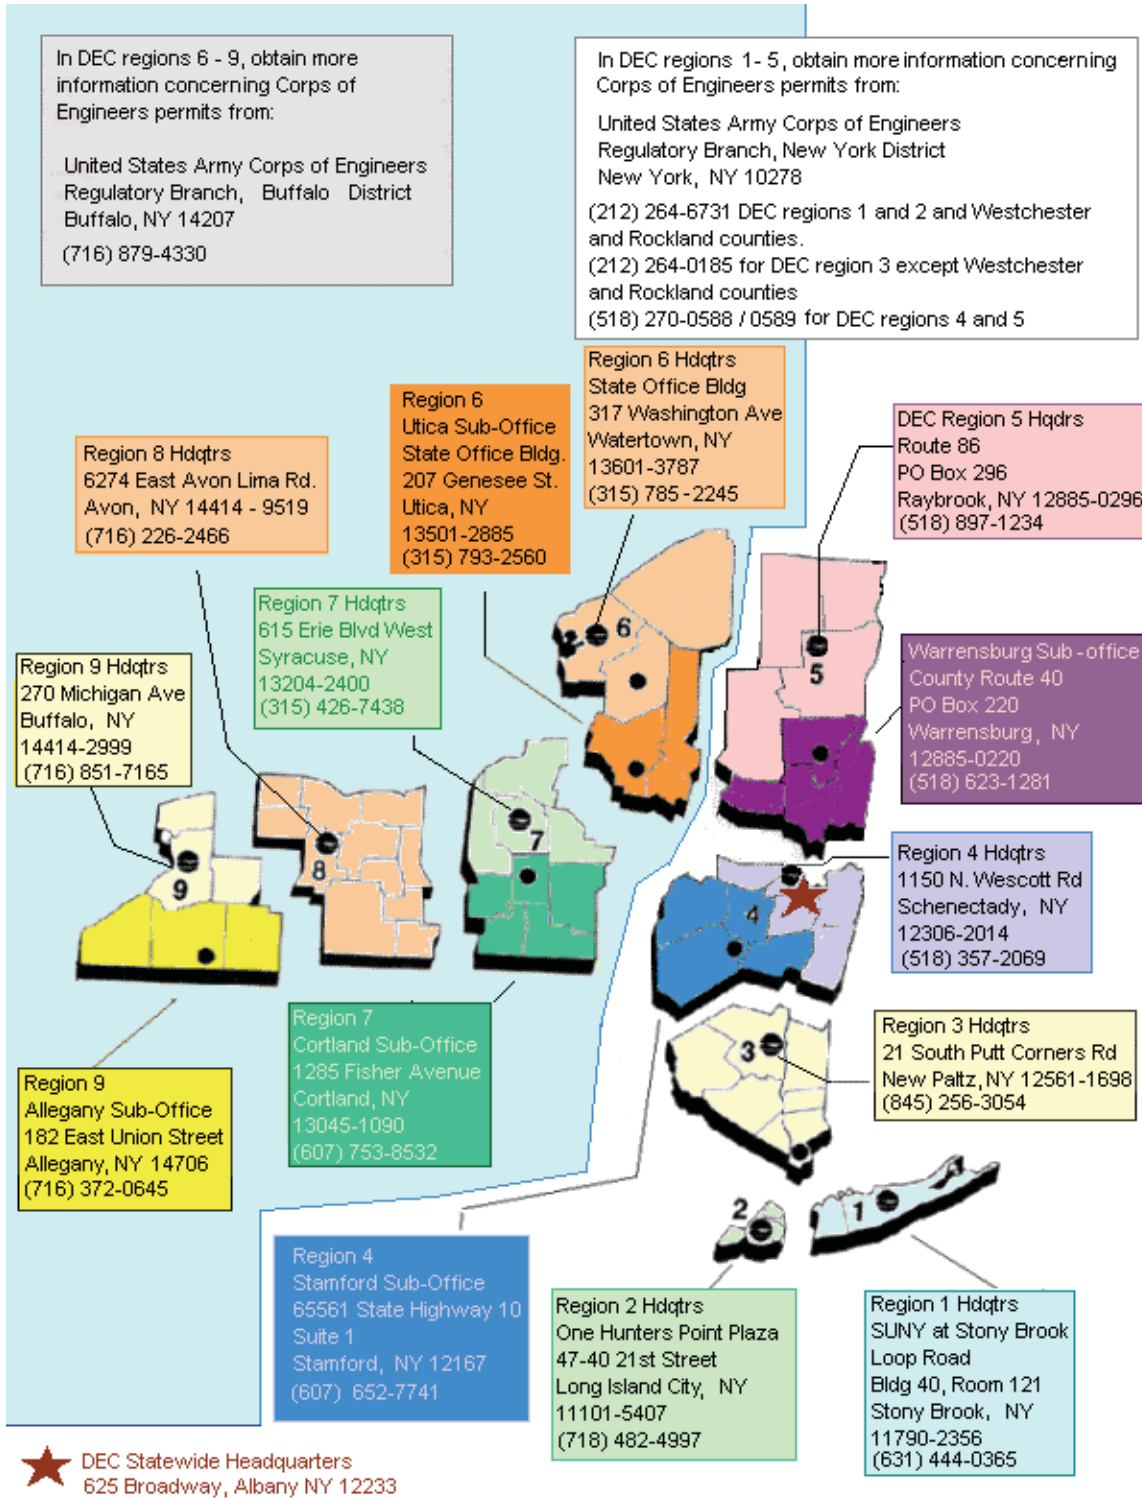 In DEC regions 6 - 9, obtain more
information concerning Corps of
Engineers permits from:
United States Army Corps of Engineers
Regulatory Branch, Buffalo District
Buffalo, NY 14207
(716) 879-4330
In DEC regions 1- 5, obtain more information concerning
Corps of Engineers permits from:
United States Army Corps of Engineers
Regulatory Branch, New York District
New York, NY 10278
(212) 264-6731 DEC regions 1 and 2 and Westchester
and Rockland counties.
(212) 264-0185 for DEC region 3 except Westchester
and Rockland counties
(518) 270-0588 / 0589 for DEC regions 4 and 5
Region 6 Hdqtrs
State Office Bldg
317 Washington Ave
Watertown, NY
13601-3787
(315) 785-2245
Region 6
Utica Sub-Office
State Office Bldg.
207 Genesee St.
Utica, NY
13501-2885
(315) 793-2560
DEC Region 5 Hqdrs
Route 86
PO Box 296
Raybrook, NY 12885-0296
(518) 897-1234
Region 8 Hdqtrs
6274 East Avon Lima Rd.
Avon, NY 14414 - 9519
(716) 226-2466
Region 7 Hdqtrs
615 Erie Blvd West
Syracuse, NY
13204-2400
(315) 426-7438
Region 9 Hdqtrs
270 Michigan Ave
Buffalo, NY
14414-2999
(716) 851-7165
Warrensburg Sub-office
County Route 40
PO Box 220
Warrensburg, NY
12885-0220
(518) 623-1281
6
5
7
8
9
4
3
2
1
Region 4 Hdqtrs
1150 N. Wescott Rd
Schenectady, NY
12306-2014
(518) 357-2069
Region 3 Hdqtrs
21 South Putt Corners Rd
New Paltz, NY 12561-1698
(845) 256-3054
Region 7
Cortland Sub-Office
1285 Fisher Avenue
Cortland, NY
13045-1090
(607) 753-8532
Region 9
Allegany Sub-Office
182 East Union Street
Allegany, NY 14706
(716) 372-0645
Region 4
Stamford Sub-Office
65561 State Highway 10
Suite 1
Stamford, NY 12167
(607) 652-7741
Region 2 Hdqtrs
One Hunters Point Plaza
47-40 21st Street
Long Island City, NY
11101-5407
(718) 482-4997
Region 1 Hdqtrs
SUNY at Stony Brook
Loop Road
Bldg 40, Room 121
Stony Brook, NY
11790-2356
(631) 444-0365
DEC Statewide Headquarters
625 Broadway, Albany NY 12233